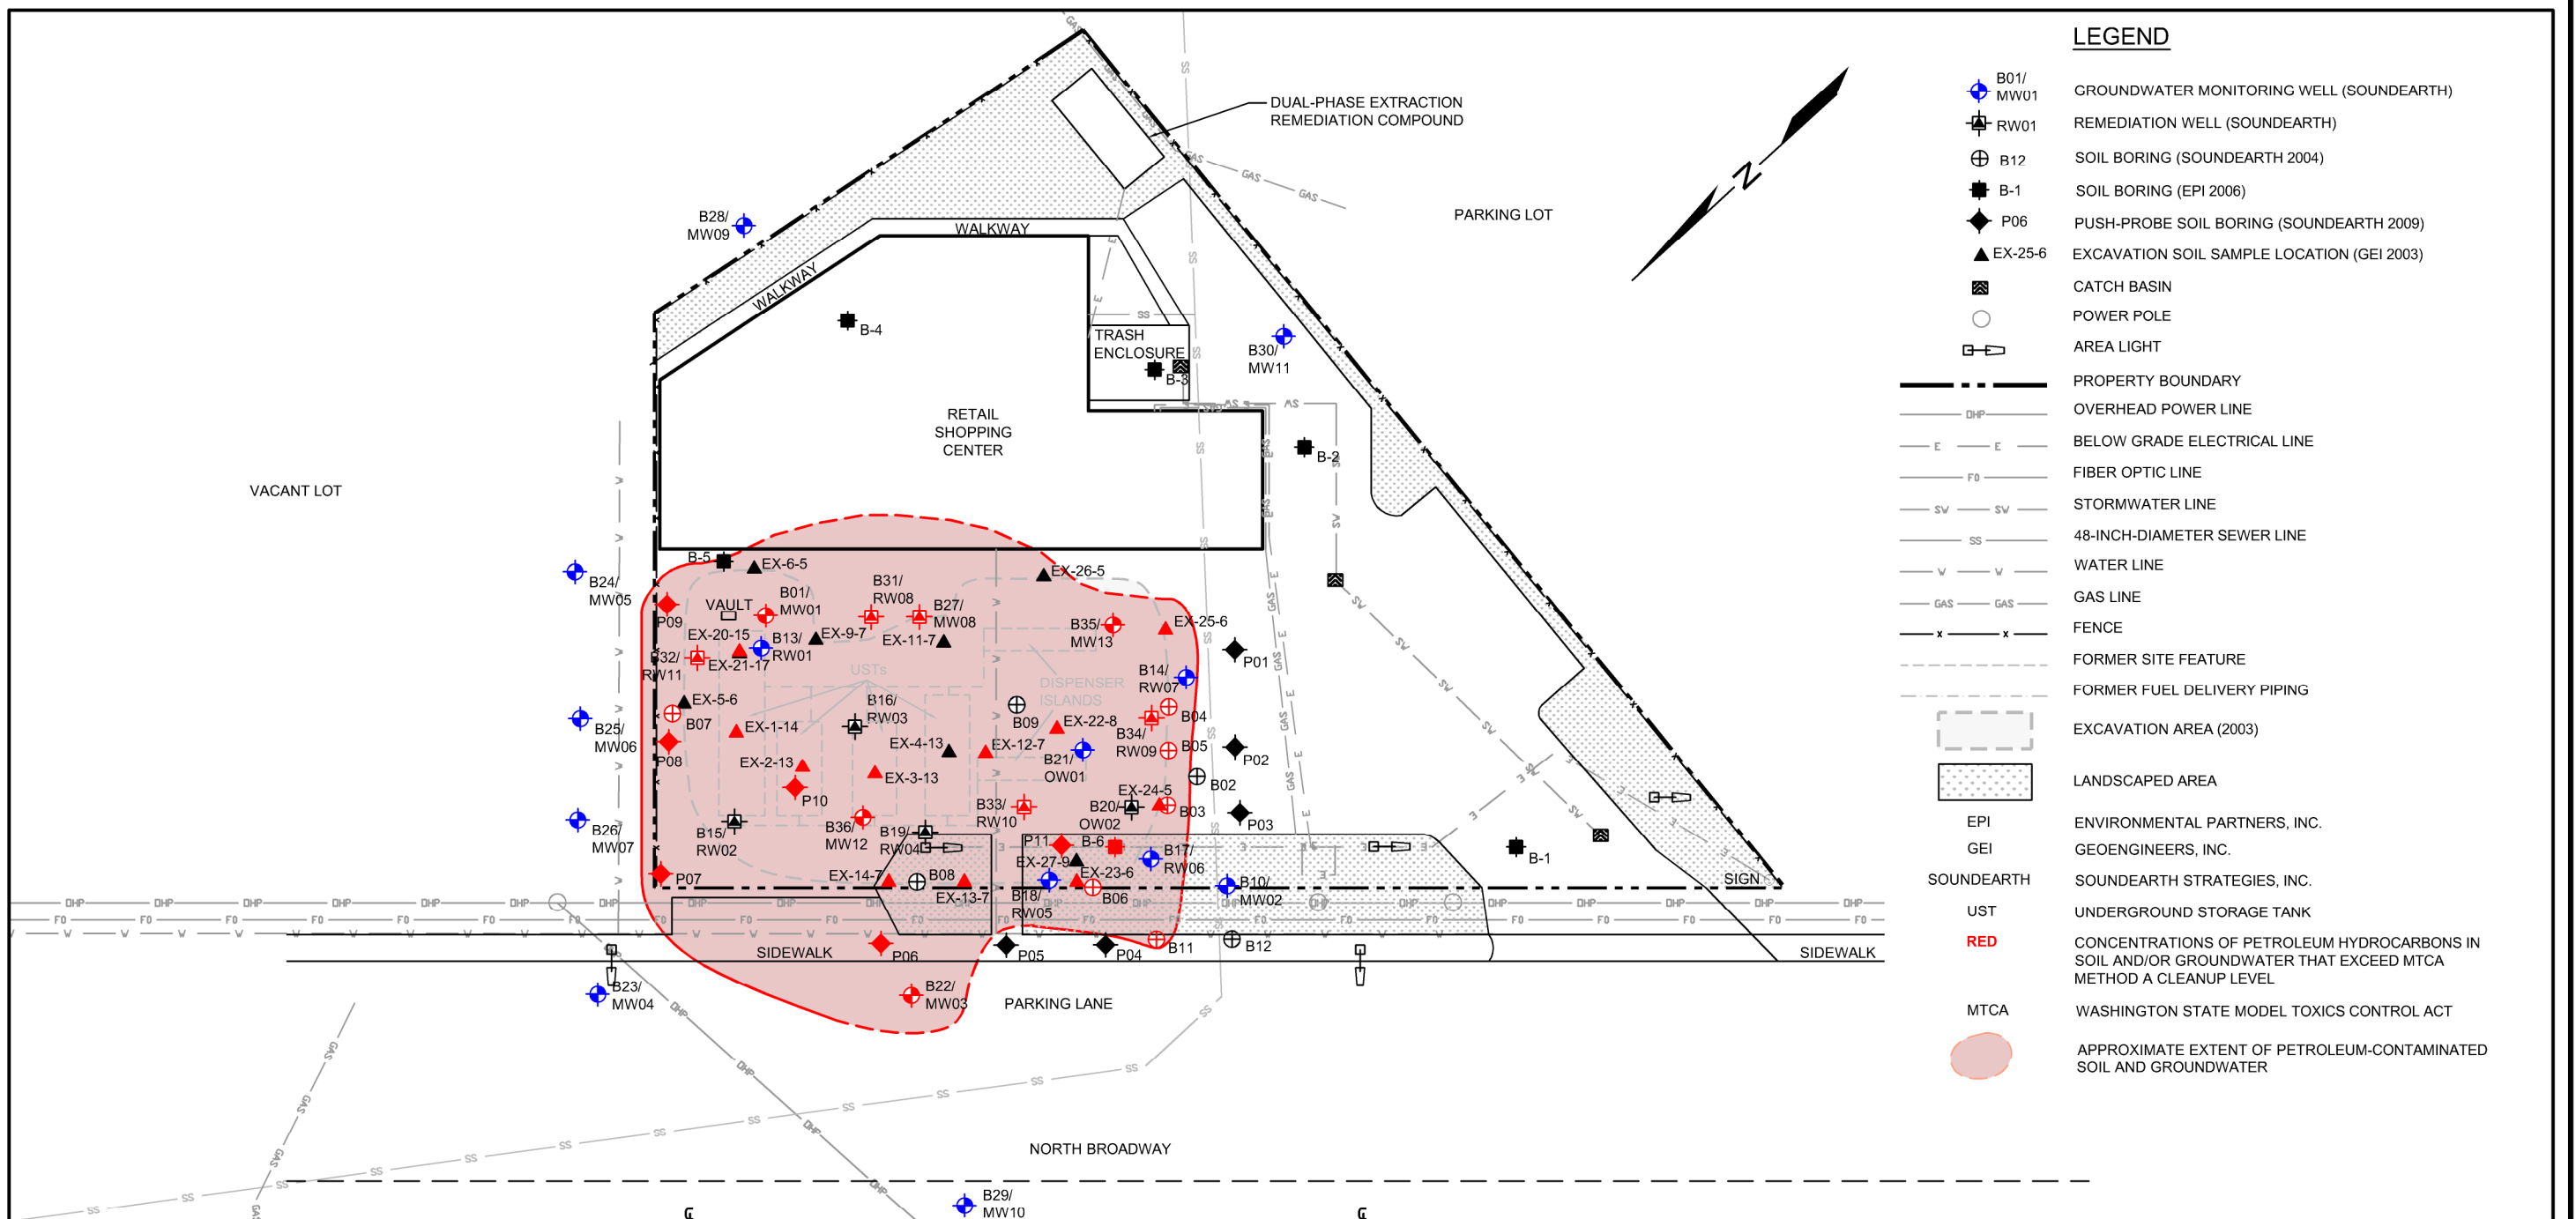 LEGEND
B01/
MW01
GROUNDWATER MONITORING WELL (SOUNDEARTH)
RW01
REMEDIATION WELL (SOUNDEARTH)
B12
SOIL BORING (SOUNDEARTH 2004)
B-1
SOIL BORING (EPI 2006)
P06
PUSH-PROBE SOIL BORING (SOUNDEARTH 2009)
EX-25-6
EXCAVATION SOIL SAMPLE LOCATION (GEI 2003)
CATCH BASIN
POWER POLE
AREA LIGHT
PROPERTY BOUNDARY
OHP
OVERHEAD POWER LINE
E E
BELOW GRADE ELECTRICAL LINE
FO
FIBER OPTIC LINE
SW SW
STORMWATER LINE
SS
48-INCH-DIAMETER SEWER LINE
W W
WATER LINE
GAS GAS
GAS LINE
x x
FENCE
FORMER SITE FEATURE
FORMER FUEL DELIVERY PIPING
EXCAVATION AREA (2003)
LANDSCAPED AREA
EPI
ENVIRONMENTAL PARTNERS, INC.
GEI
GEOENGINEERS, INC.
SOUNDEARTH
SOUNDEARTH STRATEGIES, INC.
UST
UNDERGROUND STORAGE TANK
RED
CONCENTRATIONS OF PETROLEUM HYDROCARBONS IN
SOIL AND/OR GROUNDWATER THAT EXCEED MTCA
METHOD A CLEANUP LEVEL
MTCA
WASHINGTON STATE MODEL TOXICS CONTROL ACT
APPROXIMATE EXTENT OF PETROLEUM-CONTAMINATED
SOIL AND GROUNDWATER
DUAL-PHASE EXTRACTION
REMEDIATION COMPOUND
N
PARKING LOT
B28/
MW09
WALKWAY
WALKWAY
B-4
TRASH
ENCLOSURE
B-3
B30/
MW11
RETAIL
SHOPPING
CENTER
B-2
VACANT LOT
B24/
MW05
B-5
EX-6-5
EX-26-5
P09
VAULT
B01/
MW01
B31/
RW08
B27/
MW08
B35/
MW13
EX-25-6
EX-20-15
B13/
RW01
EX-9-7
EX-11-7
P01
B32/
RW11
EX-21-17
USTs
DISPENSER
ISLANDS
B14/
RW07
EX-5-6
B07
B16/
RW03
B09
B04
B25/
MW06
EX-1-14
EX-22-8
B34/
RW09
P08
EX-4-13
EX-12-7
B21/
OW01
B05
P02
EX-2-13
EX-3-13
B02
P10
EX-24-5
B03
P03
B26/
MW07
B15/
RW02
B36/
MW12
B19/
RW04
B33/
RW10
B20/
OW02
P11
B-6
B17/
RW06
B-1
EX-27-9
P07
EX-14-7
B08
EX-13-7
B18/
RW05
EX-23-6
B06
B10/
MW02
SIGN
SIDEWALK
P06
P05
P04
B11
B12
SIDEWALK
B23/
MW04
B22/
MW03
PARKING LANE
NORTH BROADWAY
B29/
MW10